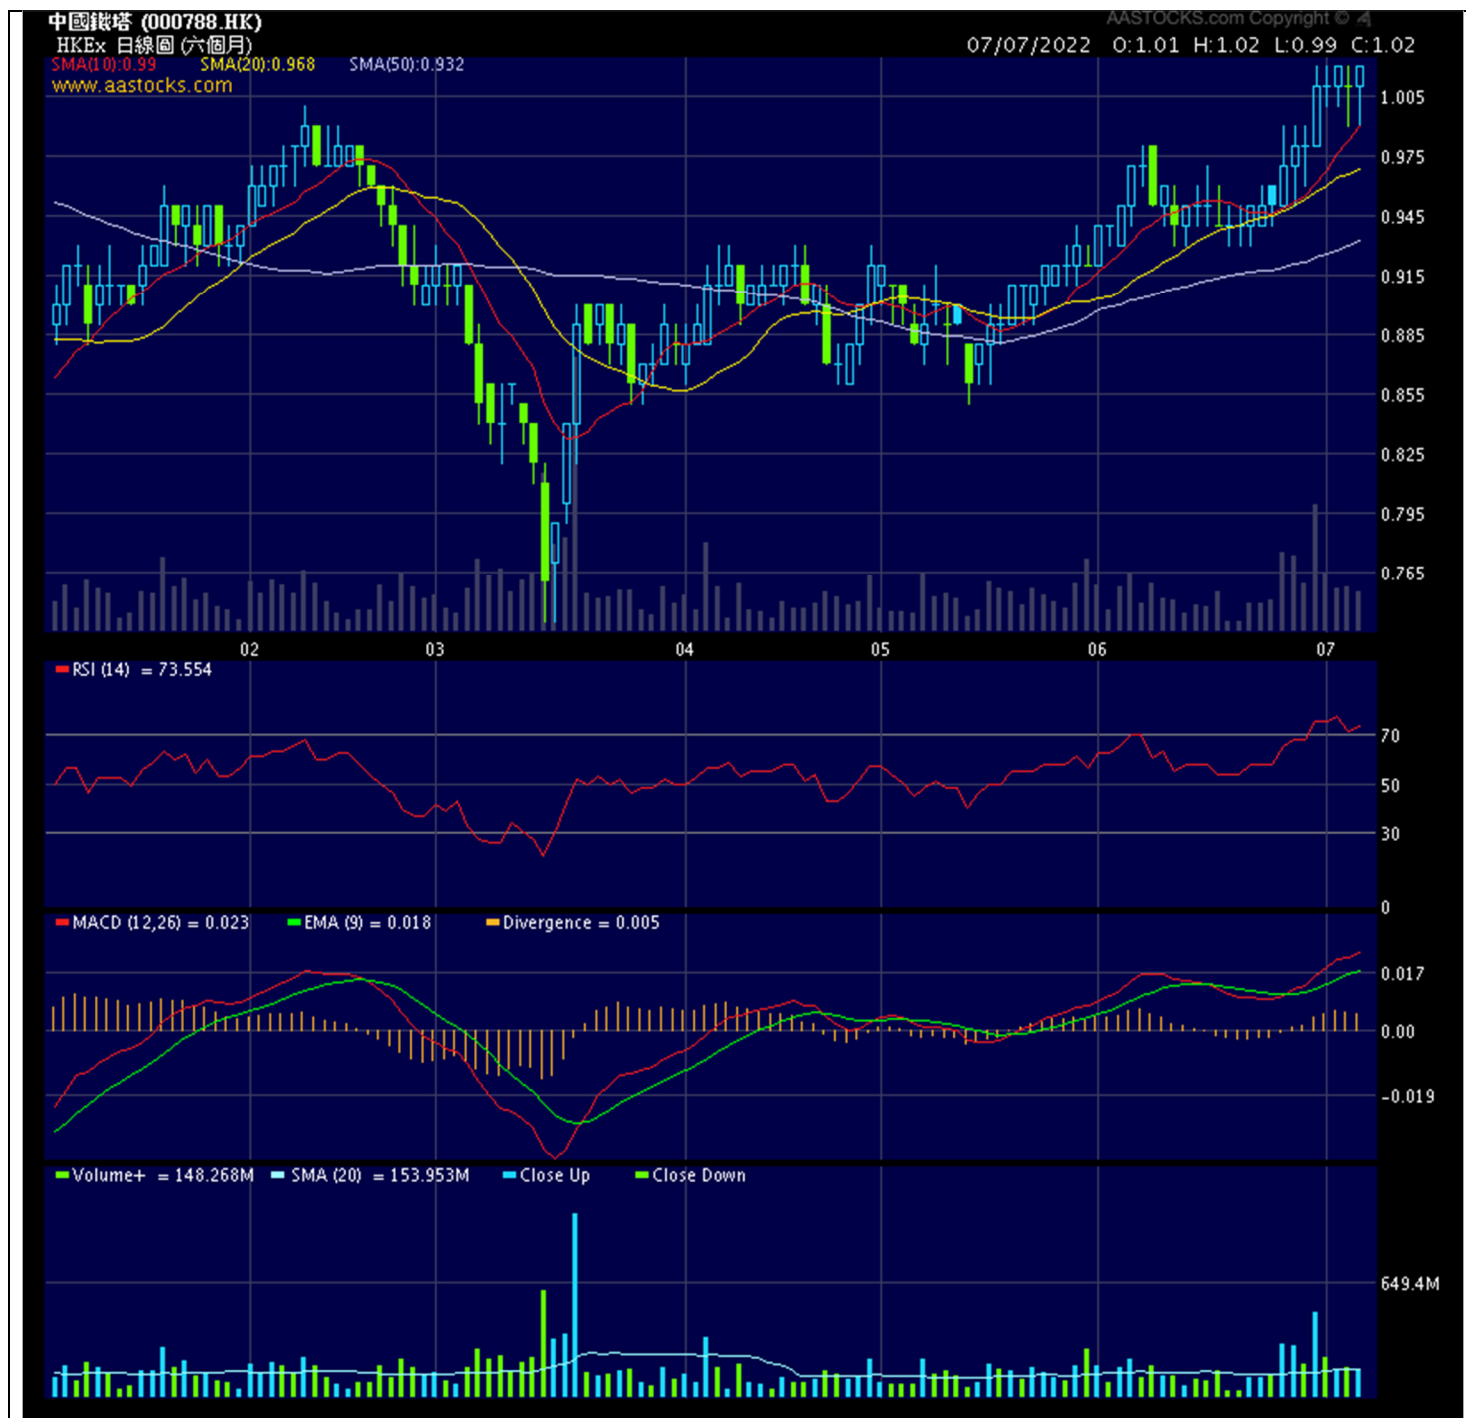 AASTOCKS.com Copyright ©
中國鐵塔 (000788.HK)
HKEx 日線圖 (六個月)
07/07/2022 O:1.01 H:1.02 L:0.99 C:1.02
SMA(10):0.99 SMA(20):0.968 SMA(50):0.932
www.aastocks.com
1.005
0.975
0.945
0.915
0.885
0.855
0.825
0.795
0.765
02 03 04 05 06 07
RSI (14) = 73.554
70
50
30
0
MACD (12,26) = 0.023 EMA (9) = 0.018 Divergence = 0.005
0.017
0.00
-0.019
Volume+ = 148.268M SMA (20) = 153.953M Close Up Close Down
649.4M